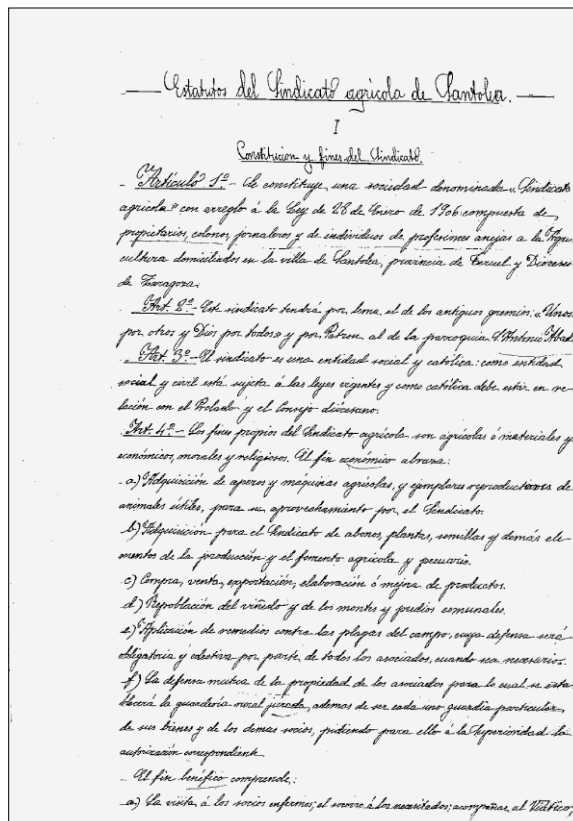 Estatutos del Sindicato agrícola de Santolea.
I
Constitucion y fines del Sindicato.
- Artículo 1º.- Se constituye una sociedad denominada "Sindicato
agricola" con arreglo á la Ley de 28 de Enero de 1906 compuesta de
propietarios, colonos, jornaleros y de individuos de profesiones anejas a la Agri
cultura domiciliados en la villa de Santolea, provincia de Teruel y Diócesis
de Zaragoza.
Art. 2º.- Este sindicato tendrá por lema el de los antiguos gremios: "Unos
por otros y Dios por todos" y por Patron al de la parroquia S. Antonio Abad.
- Art. 3º.- El sindicato es una entidad social y católica: como entidad
social y civil está sujeta á las leyes vigentes y como católica debe estar en re-
lación con el Prelado y el Consejo diocesano.
Art. 4º.- Los fines propios del Sindicato agrícola son agrícolas ó materiales y
económicos, morales y religiosos. El fin económico abraza:
- a) Adquisición de aperos y máquinas agrícolas, y ejemplares reproductores de
animales útiles, para su aprovechamiento por el Sindicato.
b) Adquisición para el Sindicato de abonos, plantas, semillas y demás ele-
mentos de la producción y el fomento agrícola y pecuario.
c) Compra, venta, exportación, elaboración ó mejora de productos.
d) Repoblación del viñedo y de los montes y predios comunales.
e) Aplicación de remedios contra las plagas del campo, cuya defensa será
obligatoria y colectiva por parte de todos los asociados, cuando sea necesario.
f) La defensa mutua de la propiedad de los asociados para lo cual se esta
blecerá la guardería rural jurada, ademas de ser cada uno guardia particular
de sus bienes y de los demas socios, pidiendo para ello á la Superioridad la
autorización correspondiente
- El fin benéfico comprende:
a) La visita á los socios enfermos; el socorro á los necesitados; acompañar al Viático,